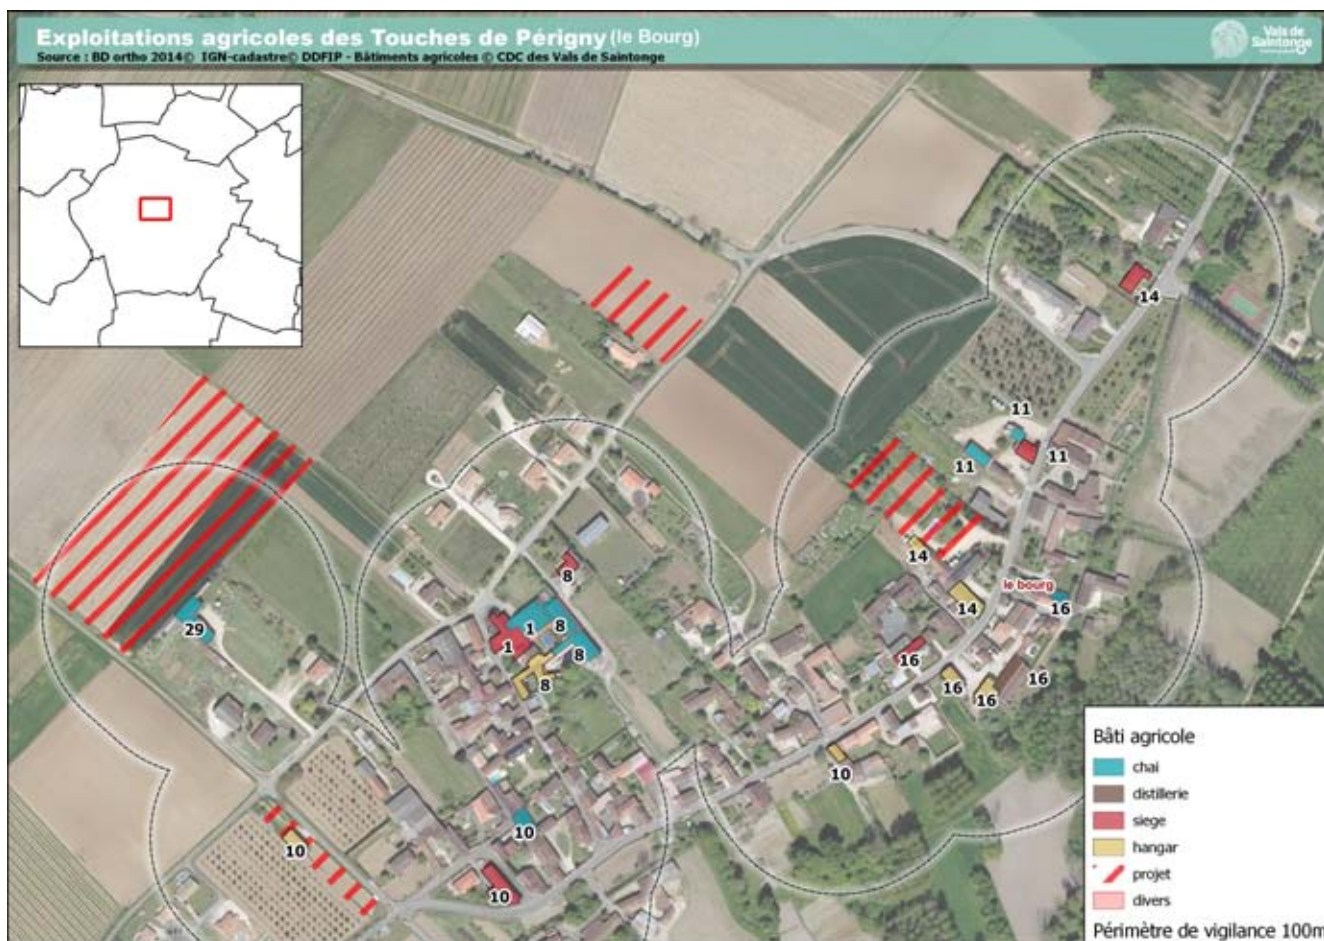 Exploitations agricoles des Touches de Périgny (le Bourg)
Source : BD ortho 2014© IGN-cadastre© DDFIP - Bâtiments agricoles © CDC des Vals de Saintonge
Vals de
Saintonge
14
11
11
11
14
8
le bourg
14
16
29
1
8
1
8
16
8
16
16
16
10
10
10
10
Bâti agricole
chai
distillerie
siege
hangar
projet
divers
Périmètre de vigilance 100m